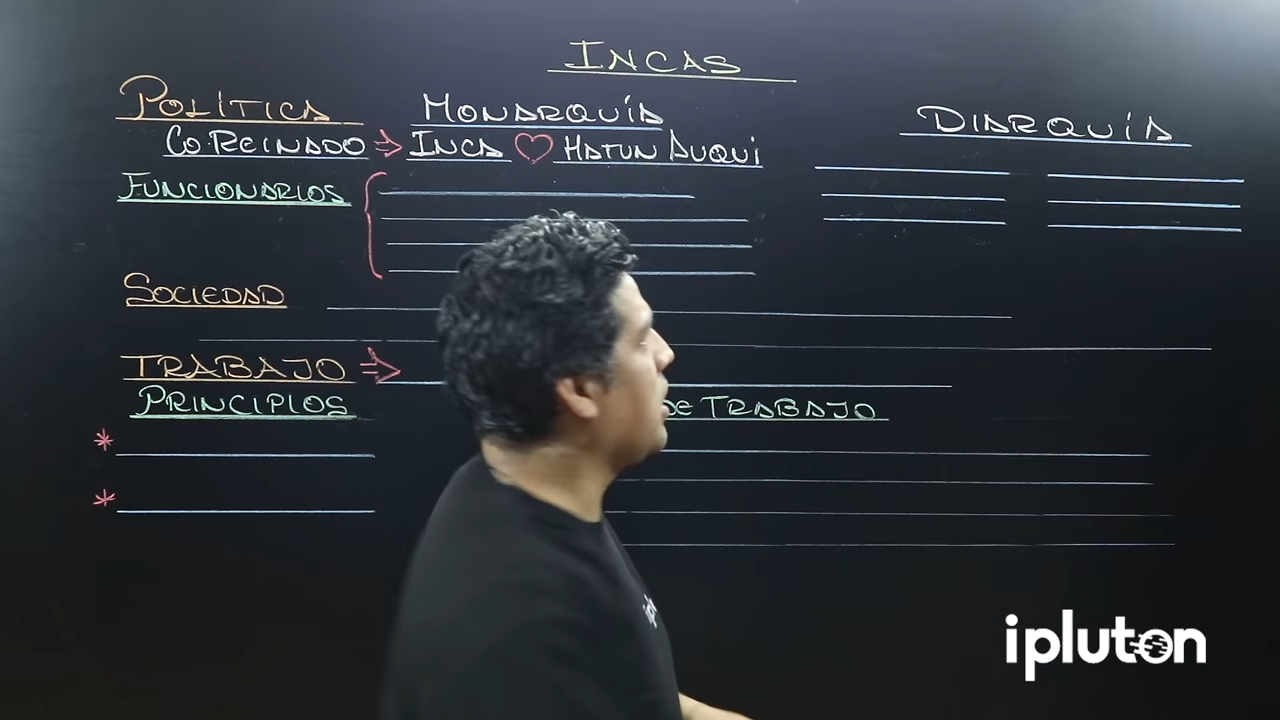 INCAS
POLÍTICA
MONARQUÍA
DIARQUÍA
CO.REINADO ⇒ INCA ♡ HATUN AUQUI
FUNCIONARIOS
SOCIEDAD
TRABAJO ⇒
PRINCIPIOS
DE TRABAJO
*
*
ipluton